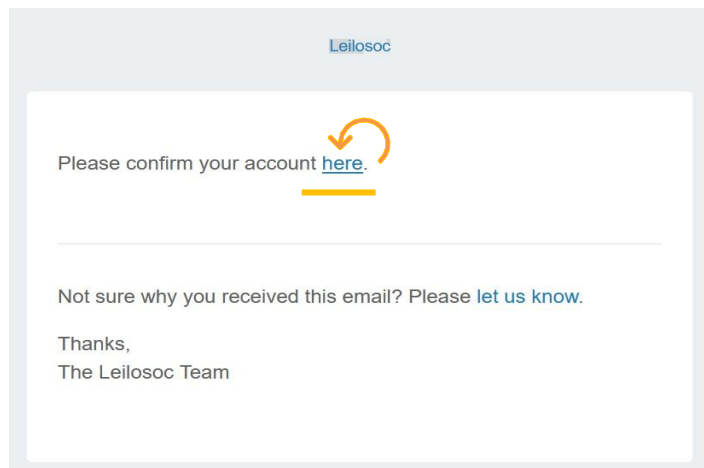 Leilosoc
Please confirm your account here.
Not sure why you received this email? Please let us know.
Thanks,
The Leilosoc Team